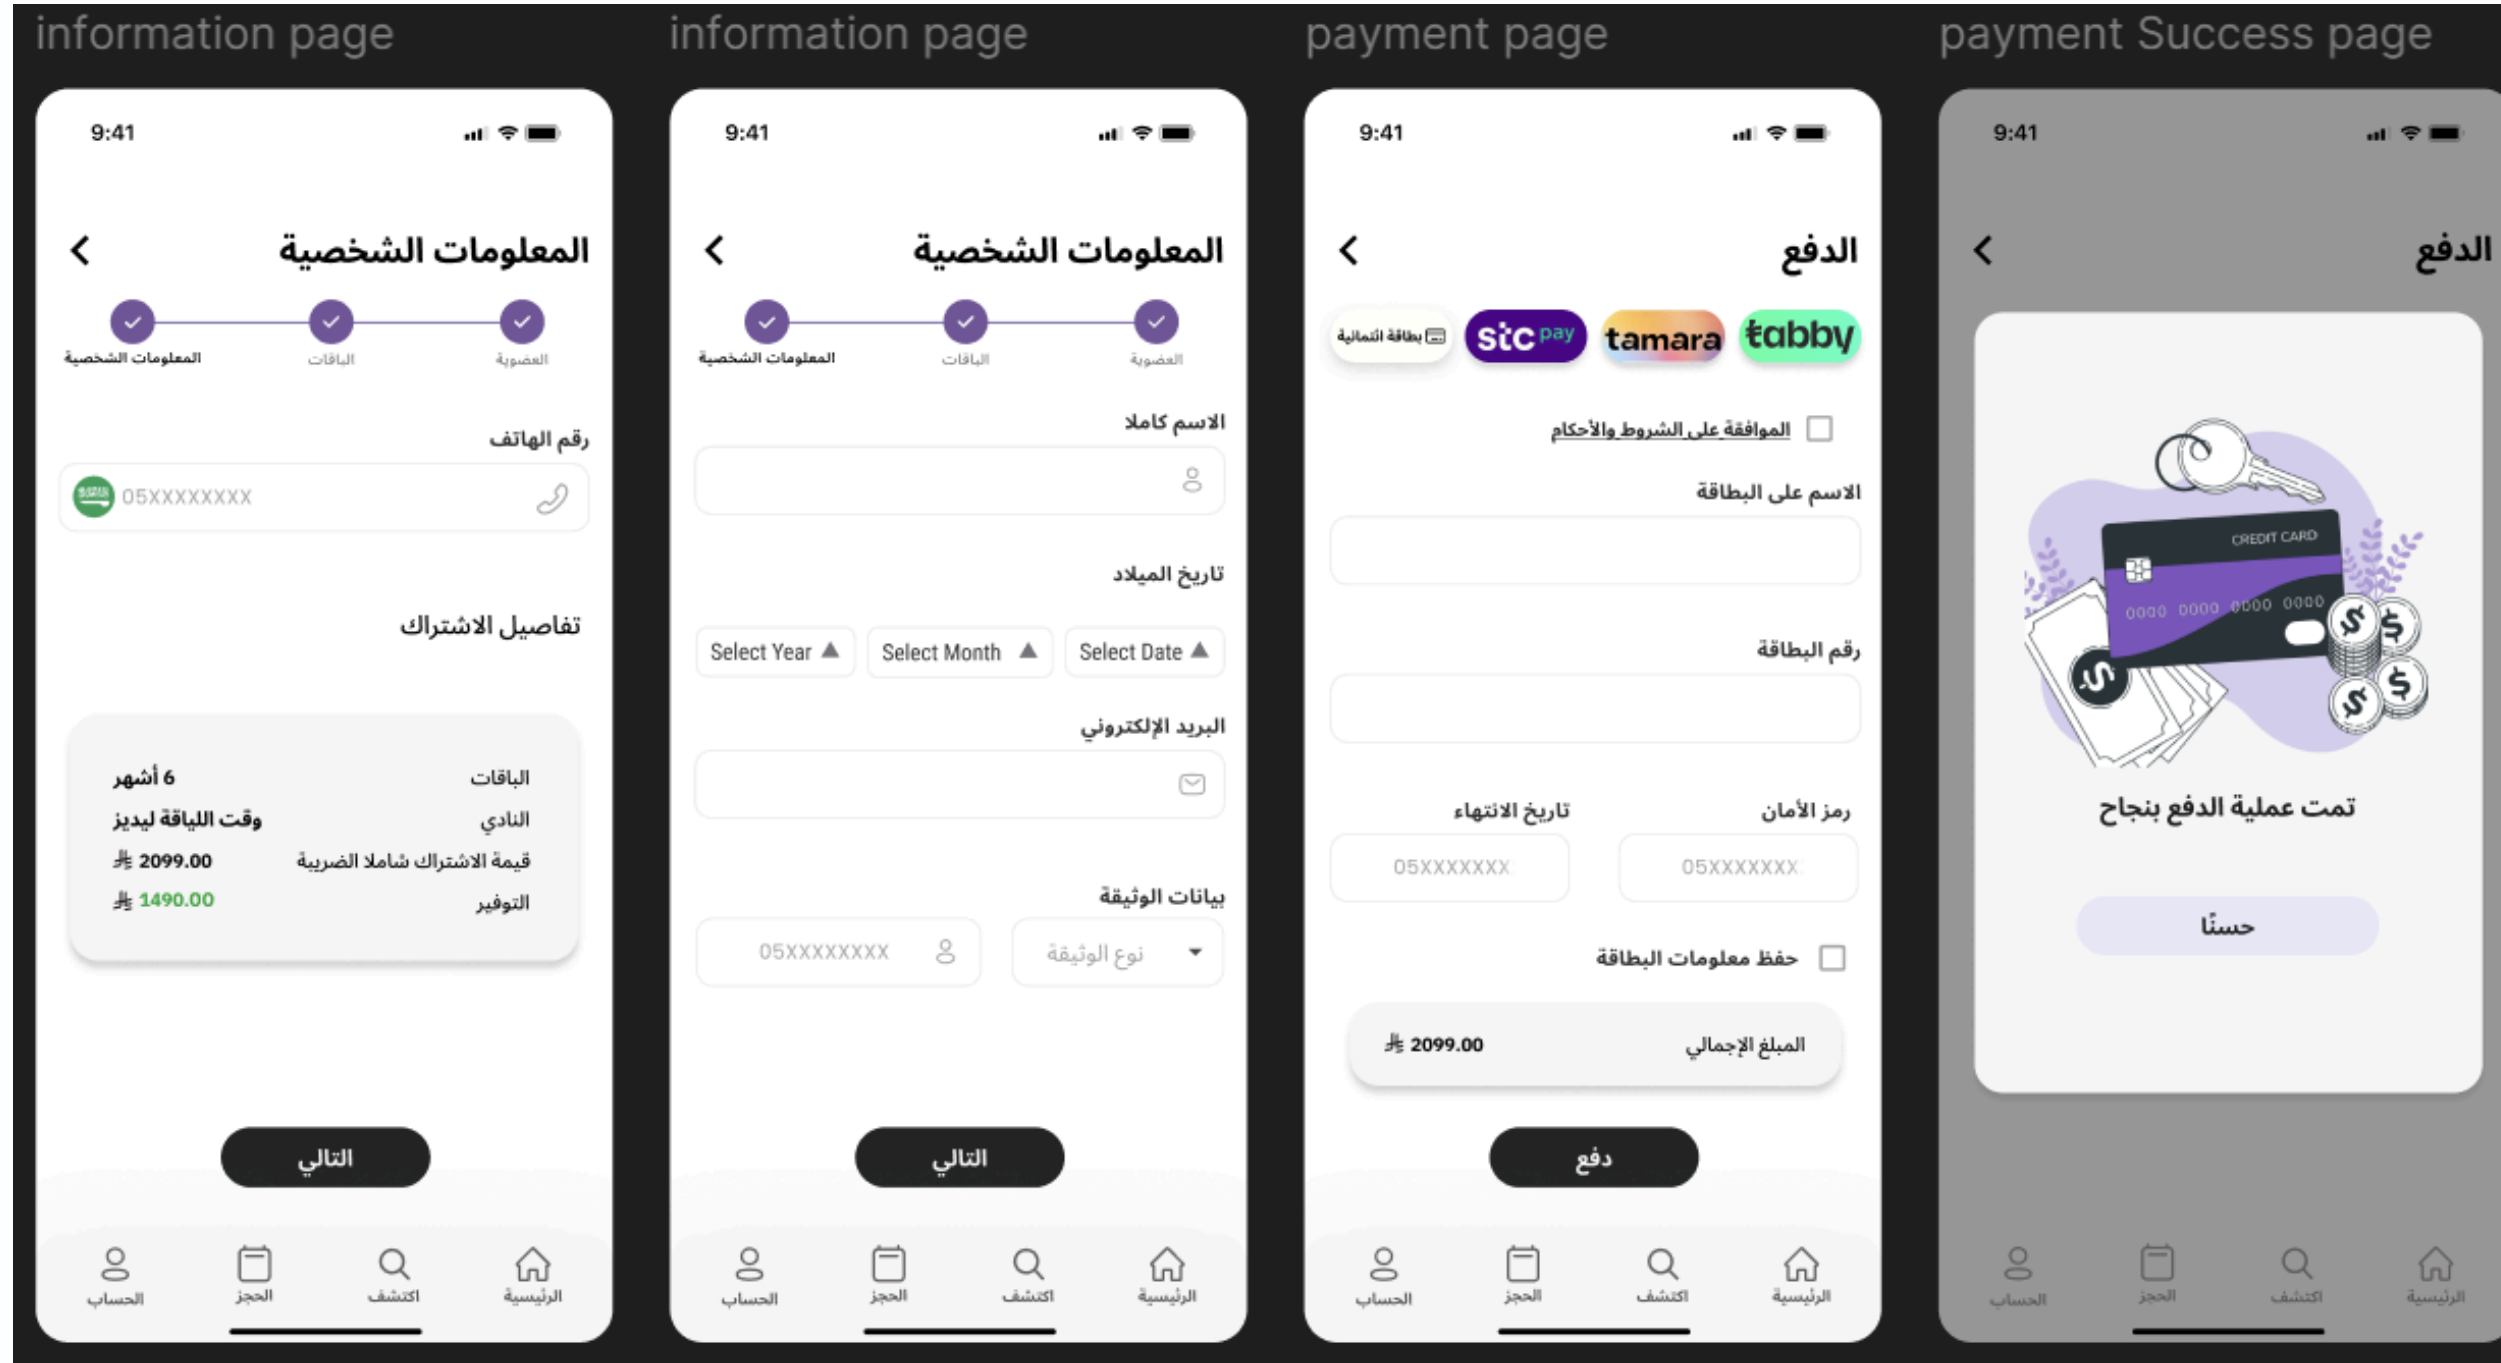 information page
9:41
المعلومات الشخصية
العضوية
الباقات
المعلومات الشخصية
رقم الهاتف
05XXXXXXXX
تفاصيل الاشتراك
الباقات 6 أشهر
النادي وقت اللياقة ليديز
قيمة الاشتراك شاملا الضريبة 2099.00
التوفير 1490.00
التالي
الرئيسية
اكتشف
الحجز
الحساب
information page
9:41
المعلومات الشخصية
العضوية
الباقات
المعلومات الشخصية
الاسم كاملا
تاريخ الميلاد
Select Date
Select Month
Select Year
البريد الإلكتروني
بيانات الوثيقة
نوع الوثيقة
05XXXXXXXX
التالي
الرئيسية
اكتشف
الحجز
الحساب
payment page
9:41
الدفع
tabby
tamara
stc pay
بطاقة ائتمانية
الموافقة على الشروط والأحكام
الاسم على البطاقة
رقم البطاقة
رمز الأمان
تاريخ الانتهاء
05XXXXXXX
05XXXXXXX
حفظ معلومات البطاقة
المبلغ الإجمالي 2099.00
دفع
الرئيسية
اكتشف
الحجز
الحساب
payment Success page
9:41
الدفع
CREDIT CARD
0000 0000 0000 0000
تمت عملية الدفع بنجاح
حسنًا
الرئيسية
اكتشف
الحجز
الحساب